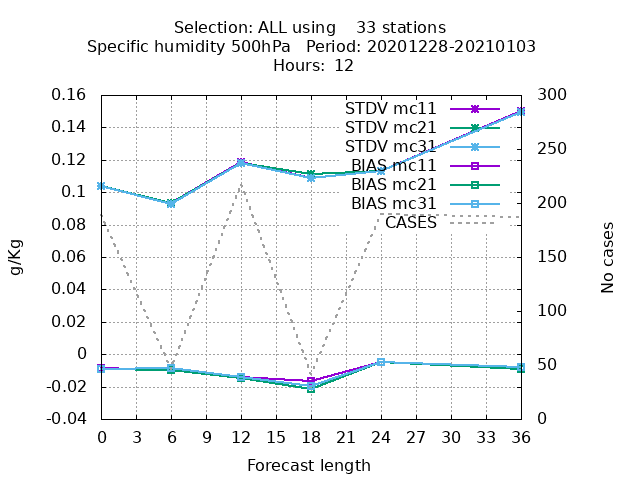 Selection: ALL using    33 stations
Specific humidity 500hPa   Period: 20201228-20210103
Hours: 12
0.16
0.14
0.12
0.1
0.08
0.06
0.04
0.02
0
-0.02
-0.04
g/Kg
STDV mc11
STDV mc21
STDV mc31
BIAS mc11
BIAS mc21
BIAS mc31
CASES
300
250
200
150
100
50
0
No cases
0 3 6 9 12 15 18 21 24 27 30 33 36
Forecast length